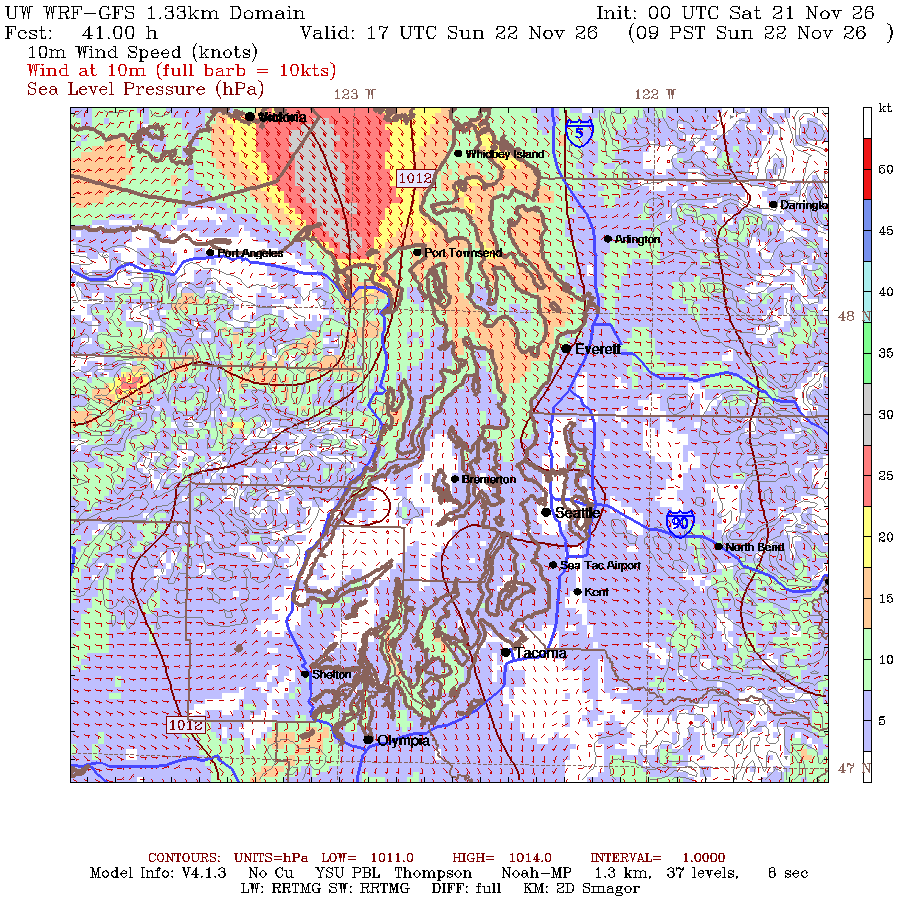 UW WRF-GFS 1.33km Domain Init: 00 UTC Sat 21 Nov 26
Fcst: 41.00 h Valid: 17 UTC Sun 22 Nov 26 (09 PST Sun 22 Nov 26 )
10m Wind Speed (knots)
Wind at 10m (full barb = 10kts)
Sea Level Pressure (hPa)
123 W 122 W
kt
Victoria
5
Whidbey Island
60
1012
50
Darringto
45
Arlington
Port Angeles
Port Townsend
40
48 N
Everett
35
30
Bremerton
25
Seattle
90
20
North Bend
Sea Tac Airport
Kent
15
Tacoma
10
Shelton
1012
5
Olympia
47 N
CONTOURS: UNITS=hPa LOW= 1011.0 HIGH= 1014.0 INTERVAL= 1.0000
Model Info: V4.1.3 No Cu YSU PBL Thompson Noah-MP 1.3 km, 37 levels, 8 sec
LW: RRTMG SW: RRTMG DIFF: full KM: 2D Smagor